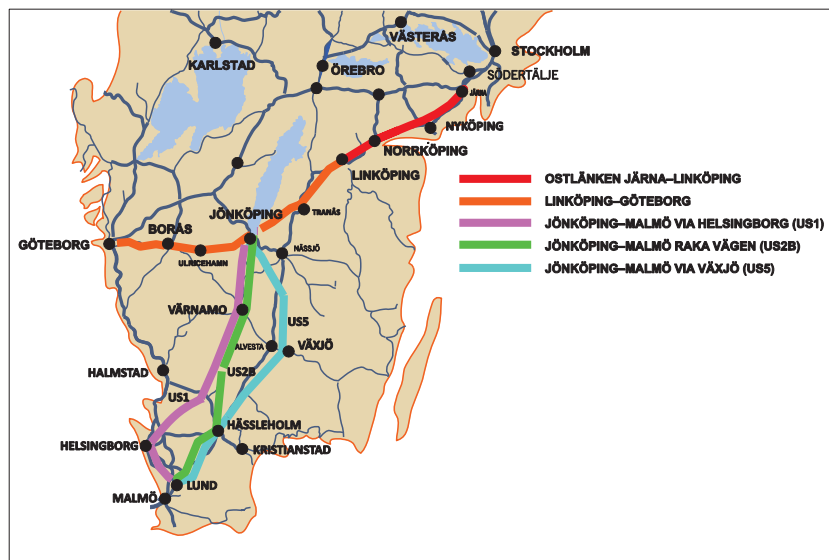 VÄSTERÅS
STOCKHOLM
KARLSTAD
ÖREBRO
SÖDERTÄLJE
JÄRNA
NYKÖPING
NORRKÖPING
LINKÖPING
OSTLÄNKEN JÄRNA–LINKÖPING
LINKÖPING–GÖTEBORG
JÖNKÖPING–MALMÖ VIA HELSINGBORG (US1)
JÖNKÖPING–MALMÖ RAKA VÄGEN (US2B)
JÖNKÖPING–MALMÖ VIA VÄXJÖ (US5)
JÖNKÖPING
TRANÅS
BORÅS
GÖTEBORG
ULRICEHAMN
NÄSSJÖ
VÄRNAMO
US5
ALVESTA
VÄXJÖ
HALMSTAD
US2B
US1
HÄSSLEHOLM
HELSINGBORG
KRISTIANSTAD
LUND
MALMÖ